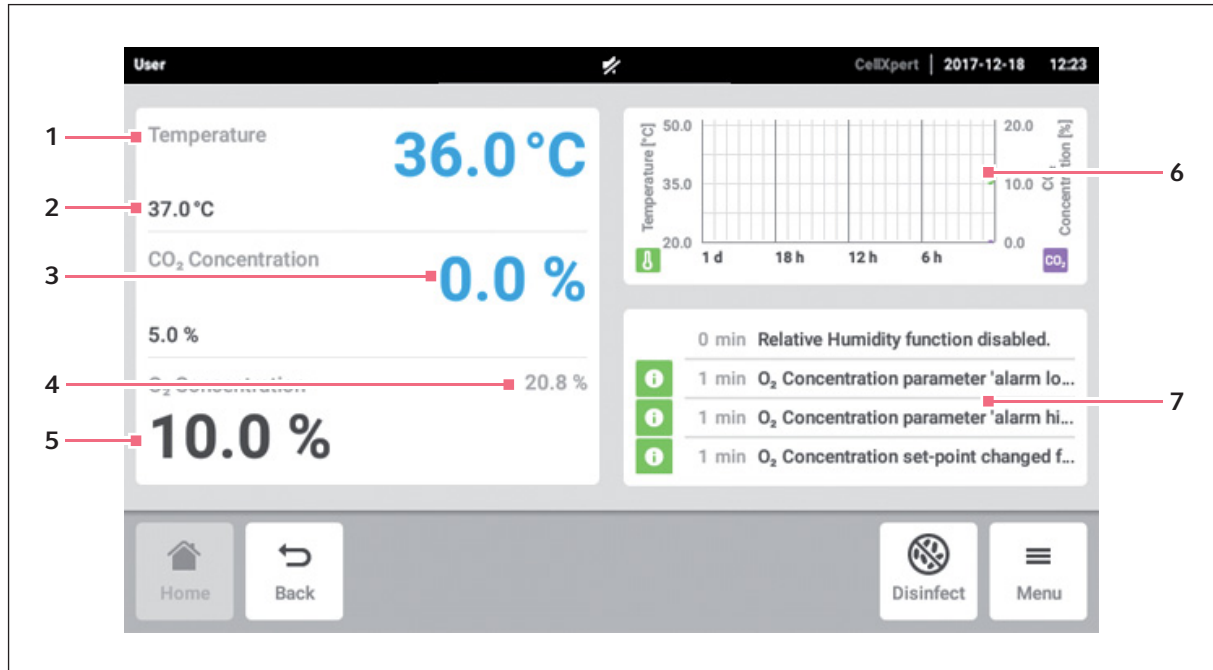 User CellXpert | 2017-12-18 12:23
1 Temperature 36.0 °C
2 37.0 °C
CO₂ Concentration
3 0.0 %
5.0 %
4 O₂ Concentration 20.8 %
5 10.0 %
Temperature [°C]
50.0
35.0
20.0
1 d 18 h 12 h 6 h
20.0
10.0
0.0
Concentration [%]
CO₂
6
0 min Relative Humidity function disabled.
1 min O₂ Concentration parameter 'alarm lo...
1 min O₂ Concentration parameter 'alarm hi...
1 min O₂ Concentration set-point changed f...
7
Home Back Disinfect Menu